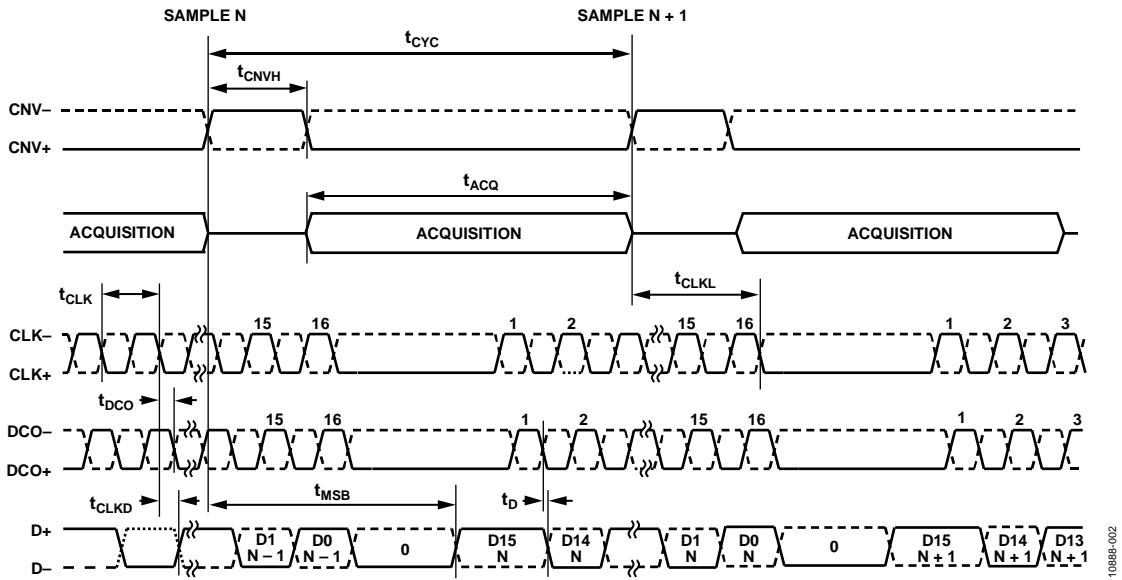 SAMPLE N
SAMPLE N + 1
tCYC
tCNVH
CNV–
CNV+
tACQ
ACQUISITION
ACQUISITION
ACQUISITION
tCLK
tCLKL
15
16
1
2
15
16
1
2
3
CLK–
CLK+
tDCO
15
16
1
2
15
16
1
2
3
DCO–
DCO+
tCLKD
tMSB
tD
D+
D–
D1
N – 1
D0
N – 1
0
D15
N
D14
N
D1
N
D0
N
0
D15
N + 1
D14
N + 1
D13
N + 1
10888-002